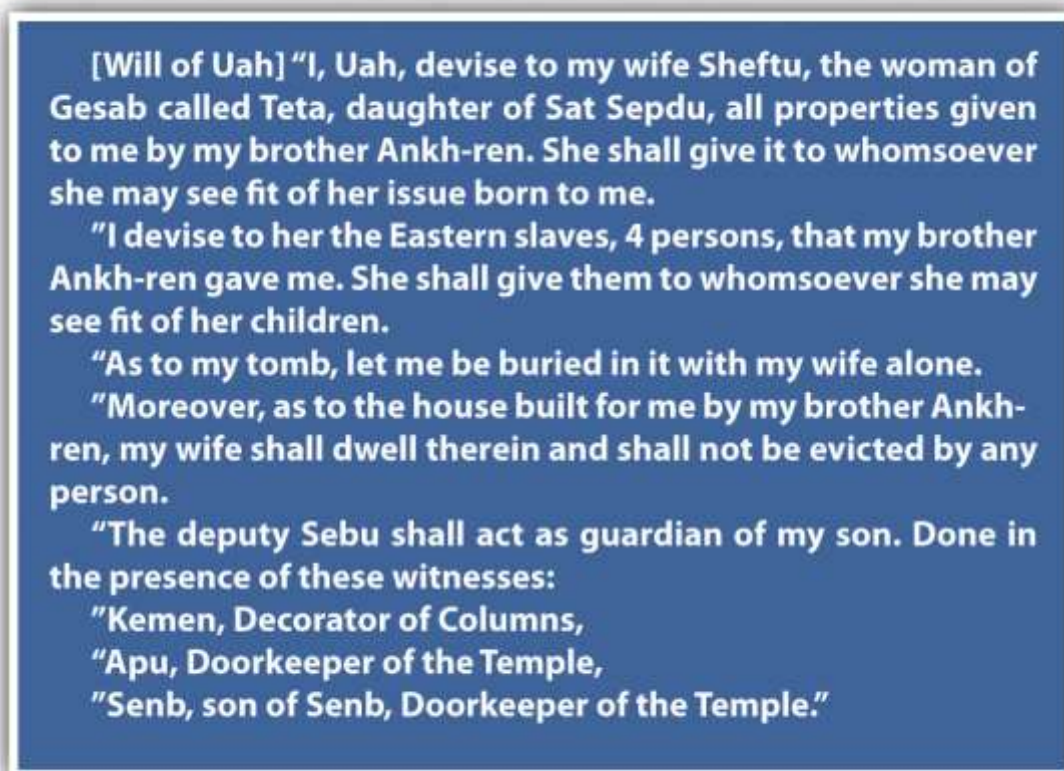 [Will of Uah] “I, Uah, devise to my wife Sheftu, the woman of
Gesab called Teta, daughter of Sat Sepdu, all properties given
to me by my brother Ankh-ren. She shall give it to whomsoever
she may see fit of her issue born to me.
”I devise to her the Eastern slaves, 4 persons, that my brother
Ankh-ren gave me. She shall give them to whomsoever she may
see fit of her children.
“As to my tomb, let me be buried in it with my wife alone.
”Moreover, as to the house built for me by my brother Ankh-
ren, my wife shall dwell therein and shall not be evicted by any
person.
“The deputy Sebu shall act as guardian of my son. Done in
the presence of these witnesses:
”Kemen, Decorator of Columns,
“Apu, Doorkeeper of the Temple,
”Senb, son of Senb, Doorkeeper of the Temple.”